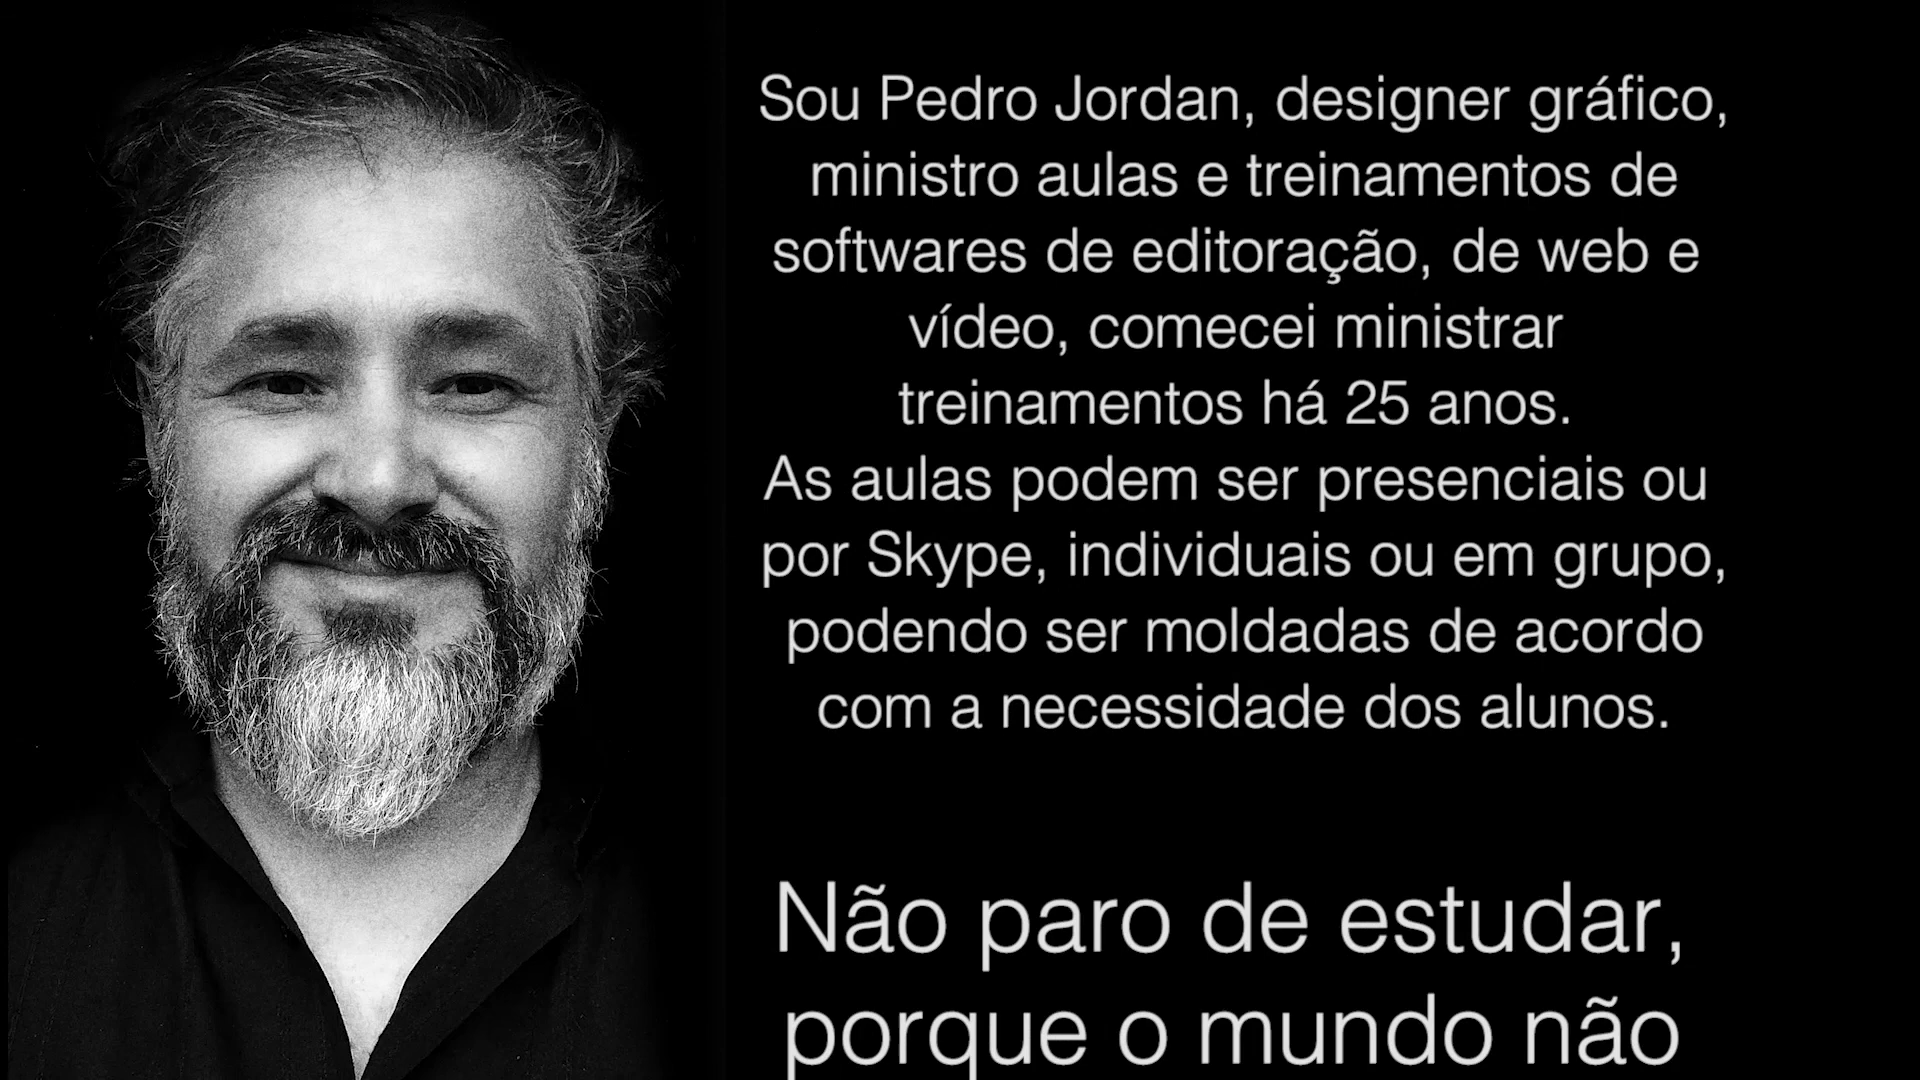 Sou Pedro Jordan, designer gráfico,
ministro aulas e treinamentos de
softwares de editoração, de web e
vídeo, comecei ministrar
treinamentos há 25 anos.
As aulas podem ser presenciais ou
por Skype, individuais ou em grupo,
podendo ser moldadas de acordo
com a necessidade dos alunos.
Não paro de estudar,
porque o mundo não